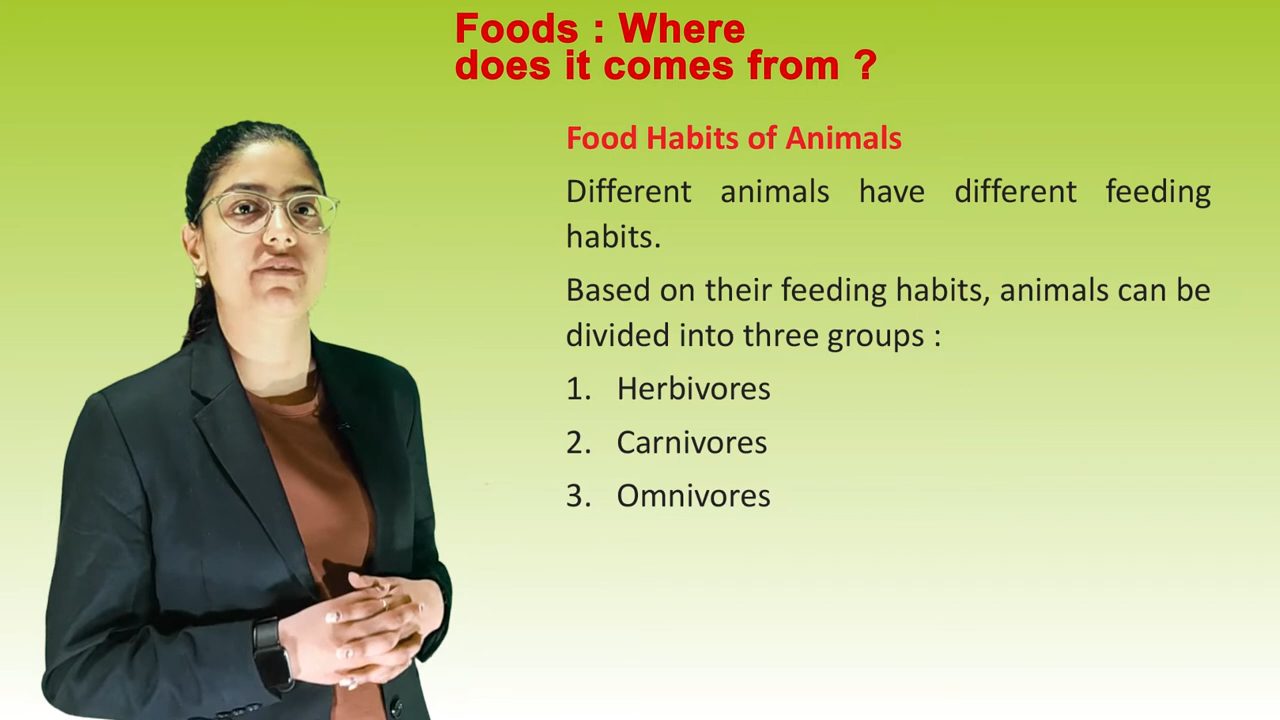 Foods : Where
does it comes from ?
Food Habits of Animals
Different animals have different feeding
habits.
Based on their feeding habits, animals can be
divided into three groups :
1. Herbivores
2. Carnivores
3. Omnivores